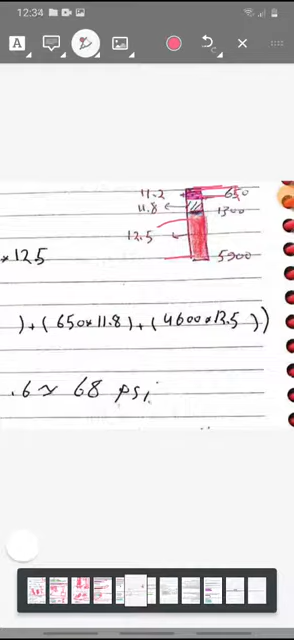 12:34
A
11.2 650
11.8 1300
12.5 5900
* 12.5
) + ( 650 * 11.8 ) + ( 4600 * 12.5 ) )
.6 ≈ 68 psi